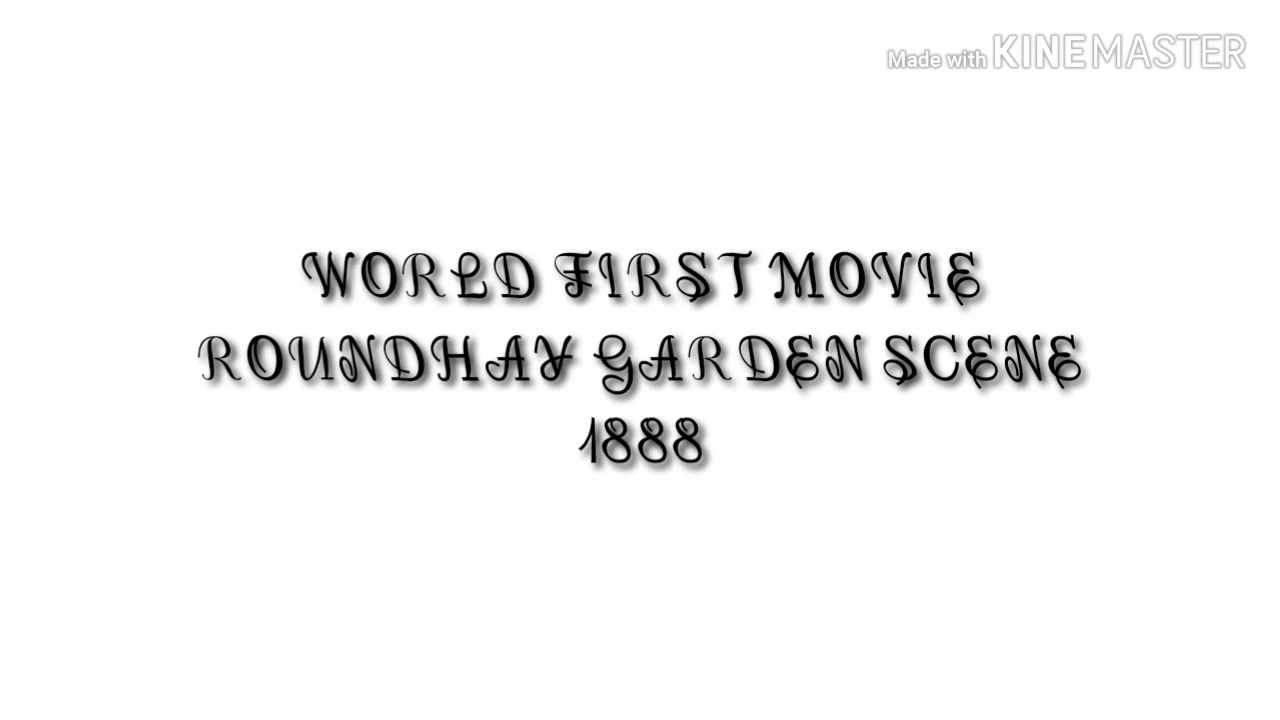 Made with KINEMASTER
WORLD FIRST MOVIE
ROUNDHAY GARDEN SCENE
1888